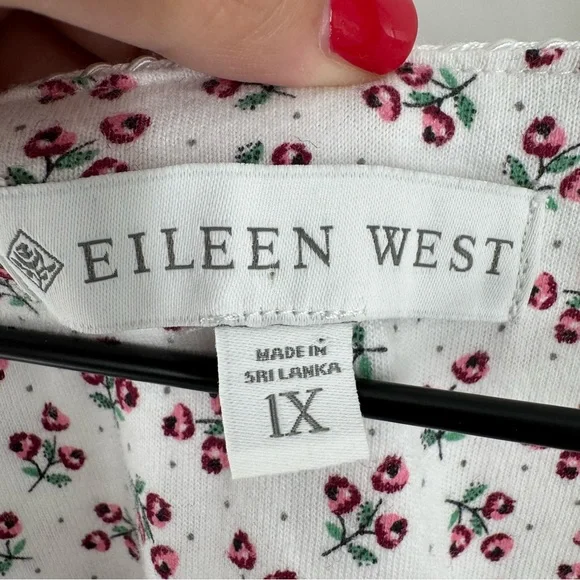 EILEEN WEST
MADE IN
SRI LANKA
1X